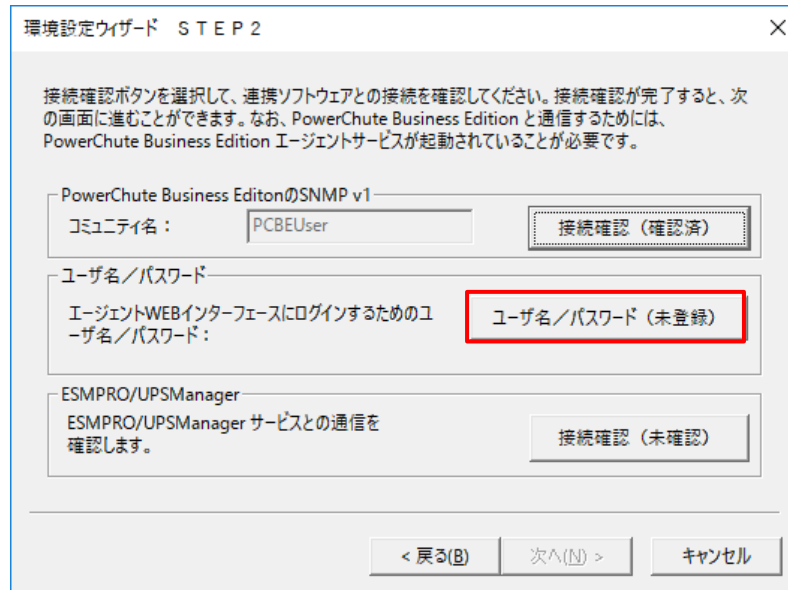 環境設定ウィザード　ＳＴＥＰ２
接続確認ボタンを選択して、連携ソフトウェアとの接続を確認してください。接続確認が完了すると、次
の画面に進むことができます。なお、PowerChute Business Edition と通信するためには、
PowerChute Business Edition エージェントサービスが起動されていることが必要です。
PowerChute Business EditonのSNMP v1
コミュニティ名：
PCBEUser
接続確認（確認済）
ユーザ名／パスワード
エージェントWEBインターフェースにログインするためのユ
ーザ名／パスワード：
ユーザ名／パスワード（未登録）
ESMPRO/UPSManager
ESMPRO/UPSManager サービスとの通信を
確認します。
接続確認（未確認）
< 戻る(B)
次へ(N) >
キャンセル